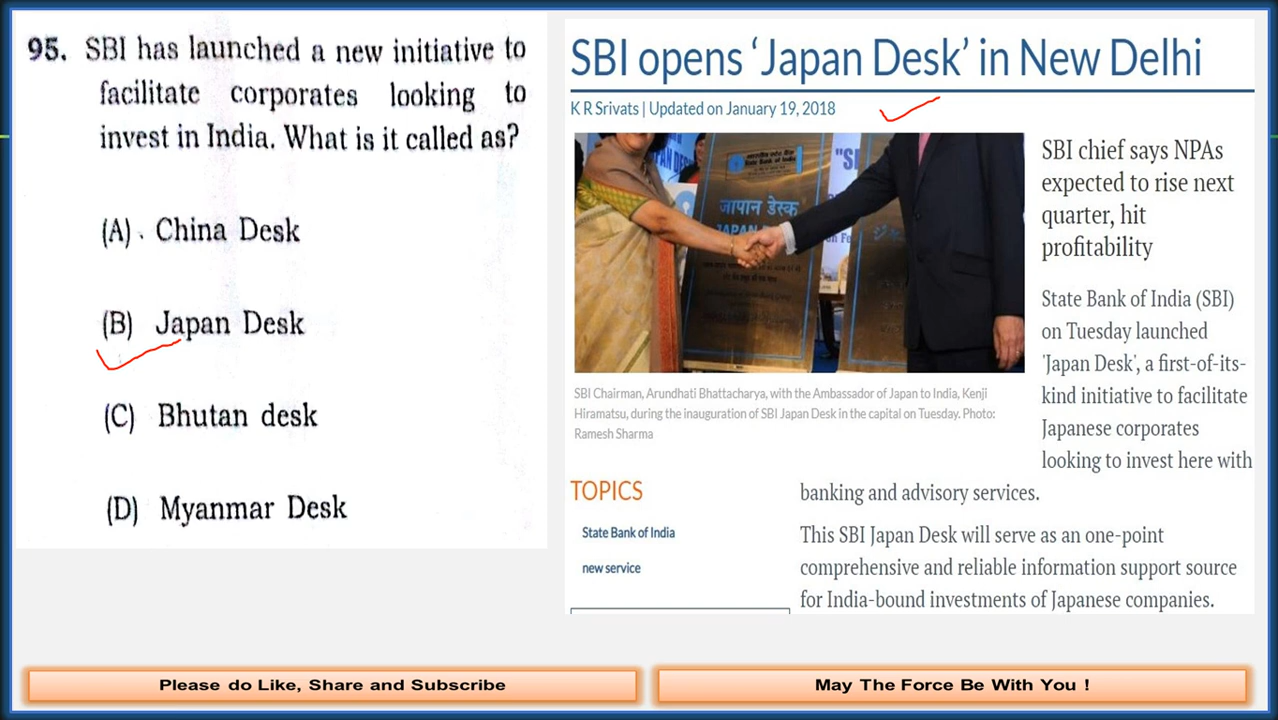 95. SBI has launched a new initiative to
facilitate corporates looking to
invest in India. What is it called as?
(A) China Desk
(B) Japan Desk
(C) Bhutan desk
(D) Myanmar Desk
SBI opens ‘Japan Desk’ in New Delhi
K R Srivats | Updated on January 19, 2018
State Bank of India
जापान डेस्क
JAPAN DESK
SBI chief says NPAs
expected to rise next
quarter, hit
profitability
State Bank of India (SBI)
on Tuesday launched
'Japan Desk', a first-of-its-
kind initiative to facilitate
Japanese corporates
looking to invest here with
banking and advisory services.
This SBI Japan Desk will serve as an one-point
comprehensive and reliable information support source
for India-bound investments of Japanese companies.
SBI Chairman, Arundhati Bhattacharya, with the Ambassador of Japan to India, Kenji
Hiramatsu, during the inauguration of SBI Japan Desk in the capital on Tuesday. Photo:
Ramesh Sharma
TOPICS
State Bank of India
new service
Please do Like, Share and Subscribe
May The Force Be With You !